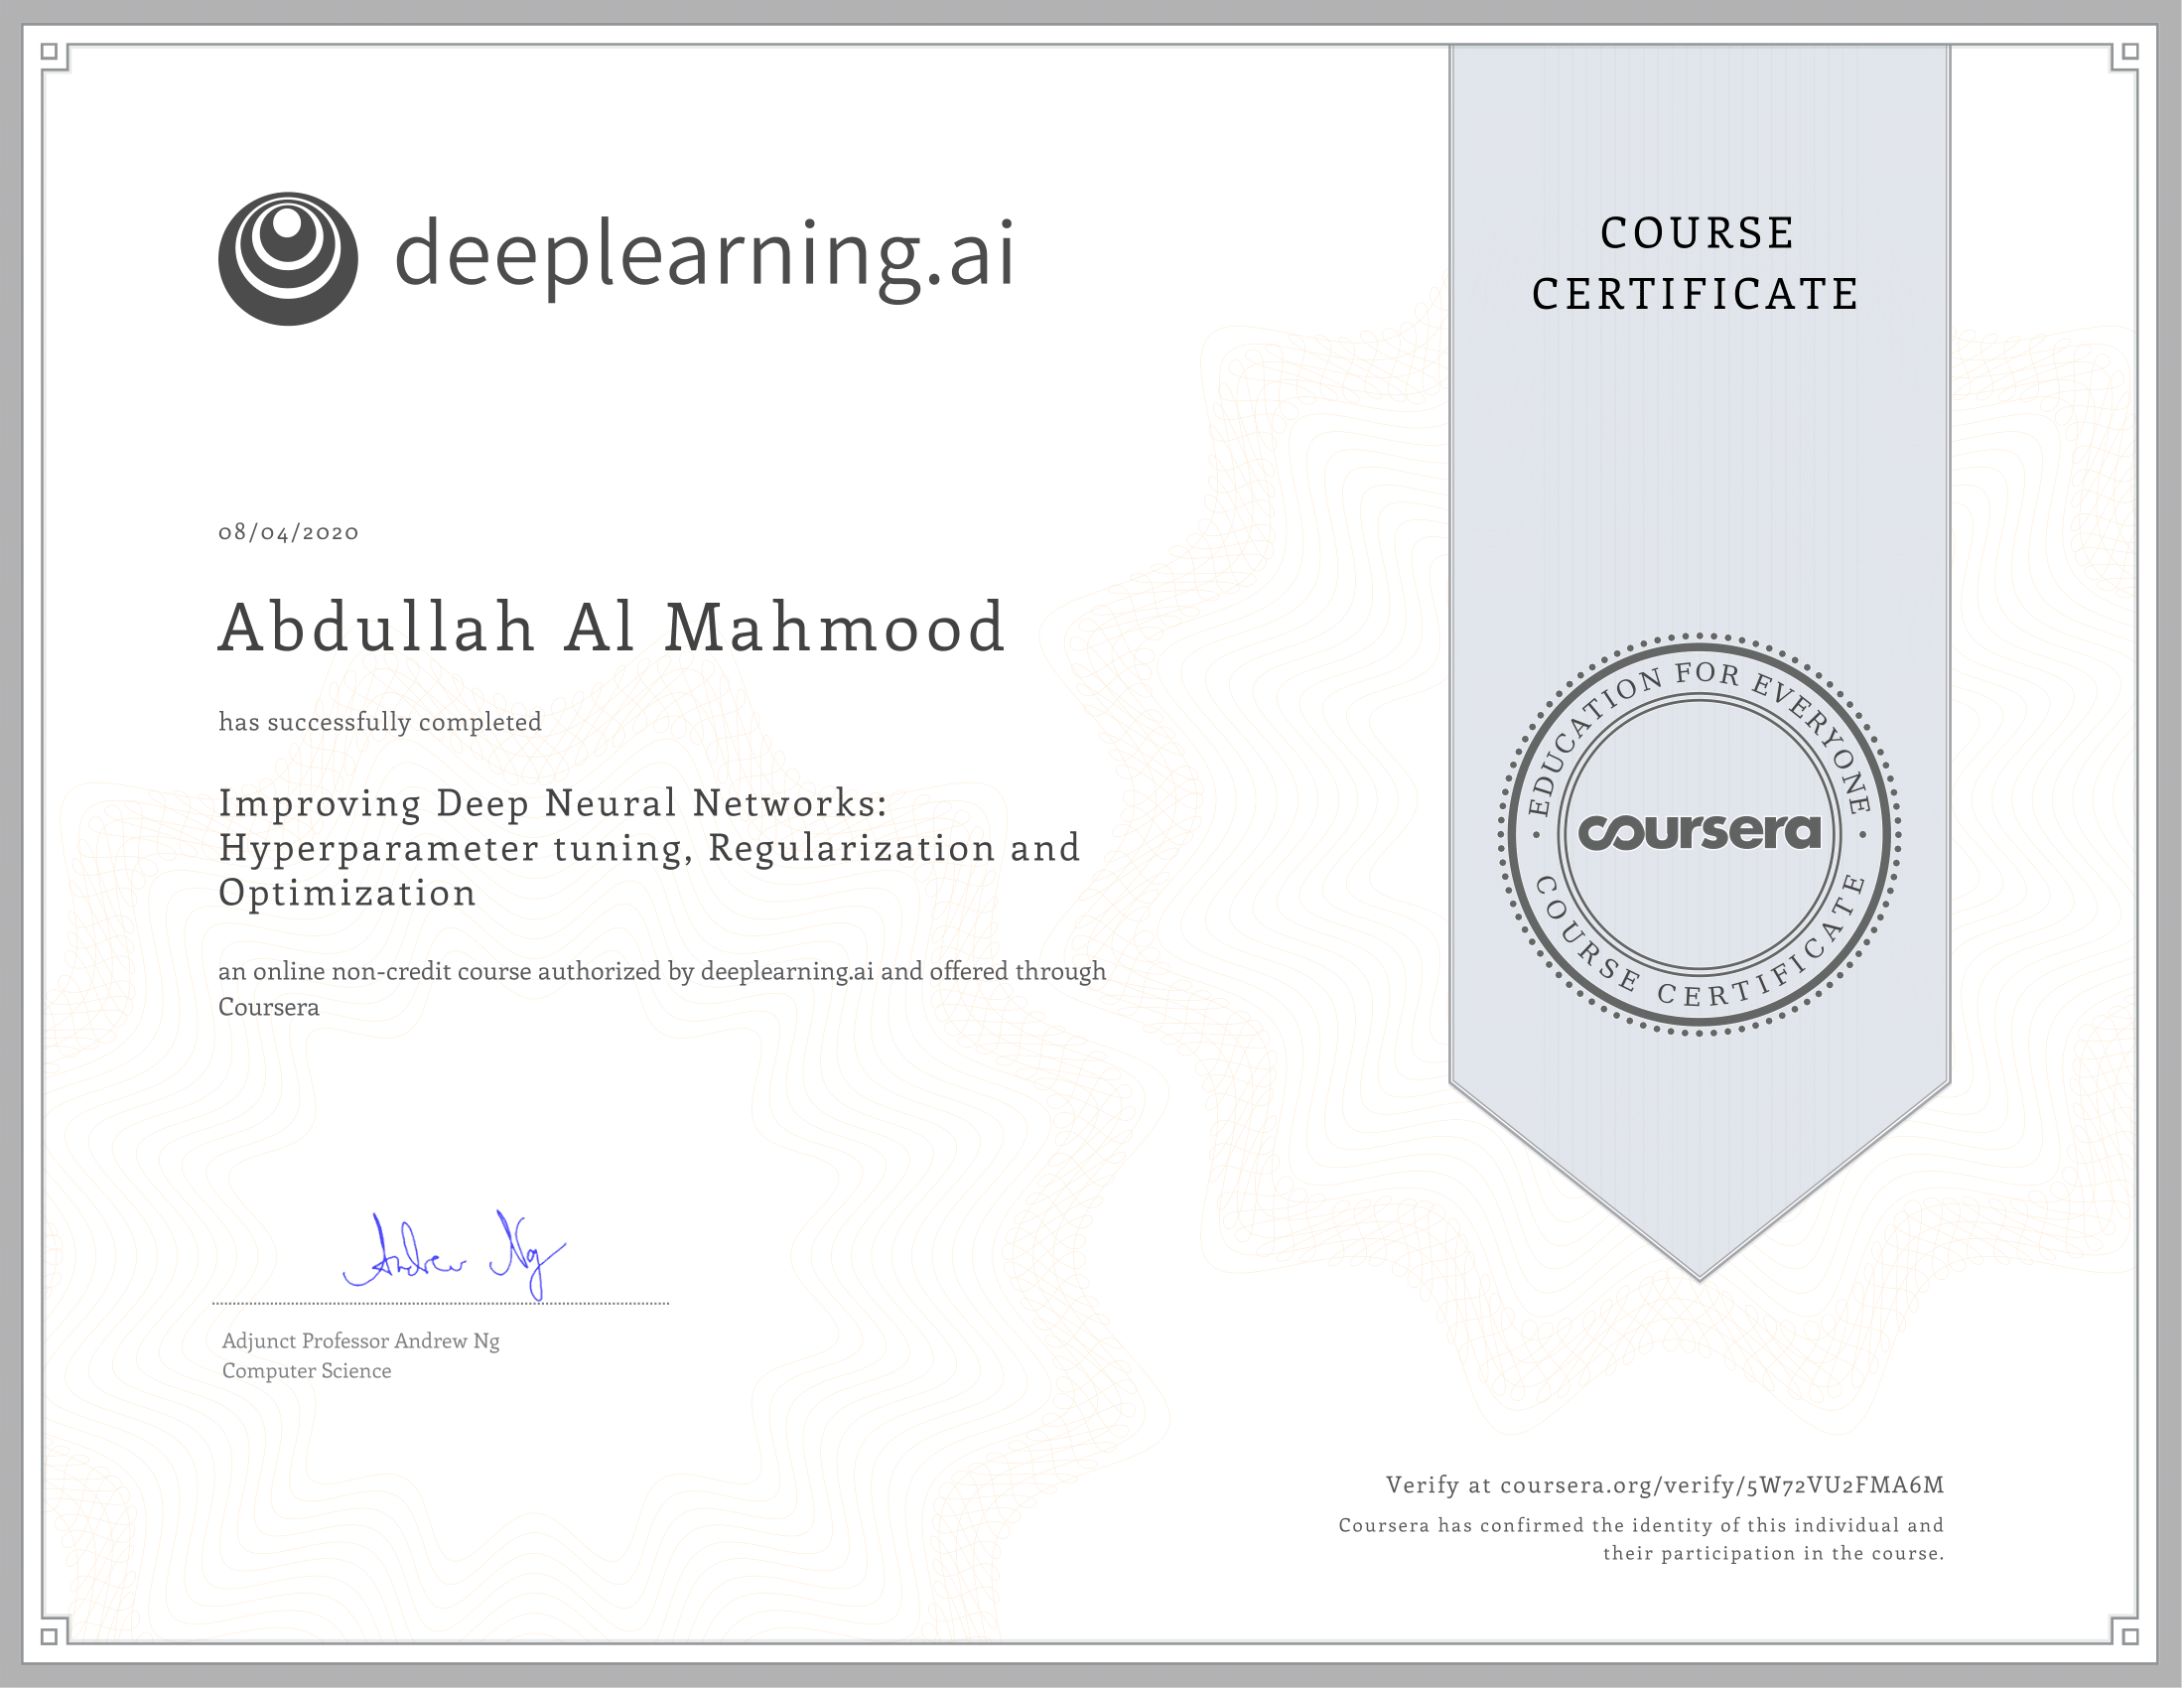 deeplearning.ai
COURSE
CERTIFICATE
08/04/2020
Abdullah Al Mahmood
has successfully completed
Improving Deep Neural Networks:
Hyperparameter tuning, Regularization and
Optimization
an online non-credit course authorized by deeplearning.ai and offered through
Coursera
EDUCATION FOR EVERYONE
coursera
COURSE CERTIFICATE
Andrew Ng
Adjunct Professor Andrew Ng
Computer Science
Verify at coursera.org/verify/5W72VU2FMA6M
Coursera has confirmed the identity of this individual and
their participation in the course.